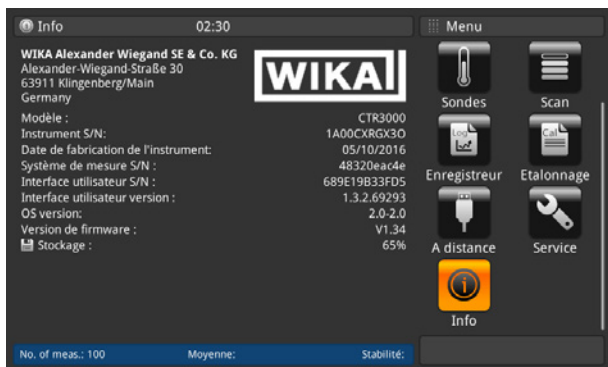 Info 02:30
WIKA Alexander Wiegand SE & Co. KG
Alexander-Wiegand-Straße 30
63911 Klingenberg/Main
Germany
WIKA
Modèle : CTR3000
Instrument S/N: 1A00CXRGX3O
Date de fabrication de l'instrument: 05/10/2016
Système de mesure S/N : 48320eac4e
Interface utilisateur S/N : 689E19B33FD5
Interface utilisateur version : 1.3.2.69293
OS version: 2.0-2.0
Version de firmware : V1.34
Stockage : 65%
No. of meas.: 100 Moyenne: Stabilité:
Menu
Sondes Scan
Log Cal
Enregistreur Etalonnage
A distance Service
Info